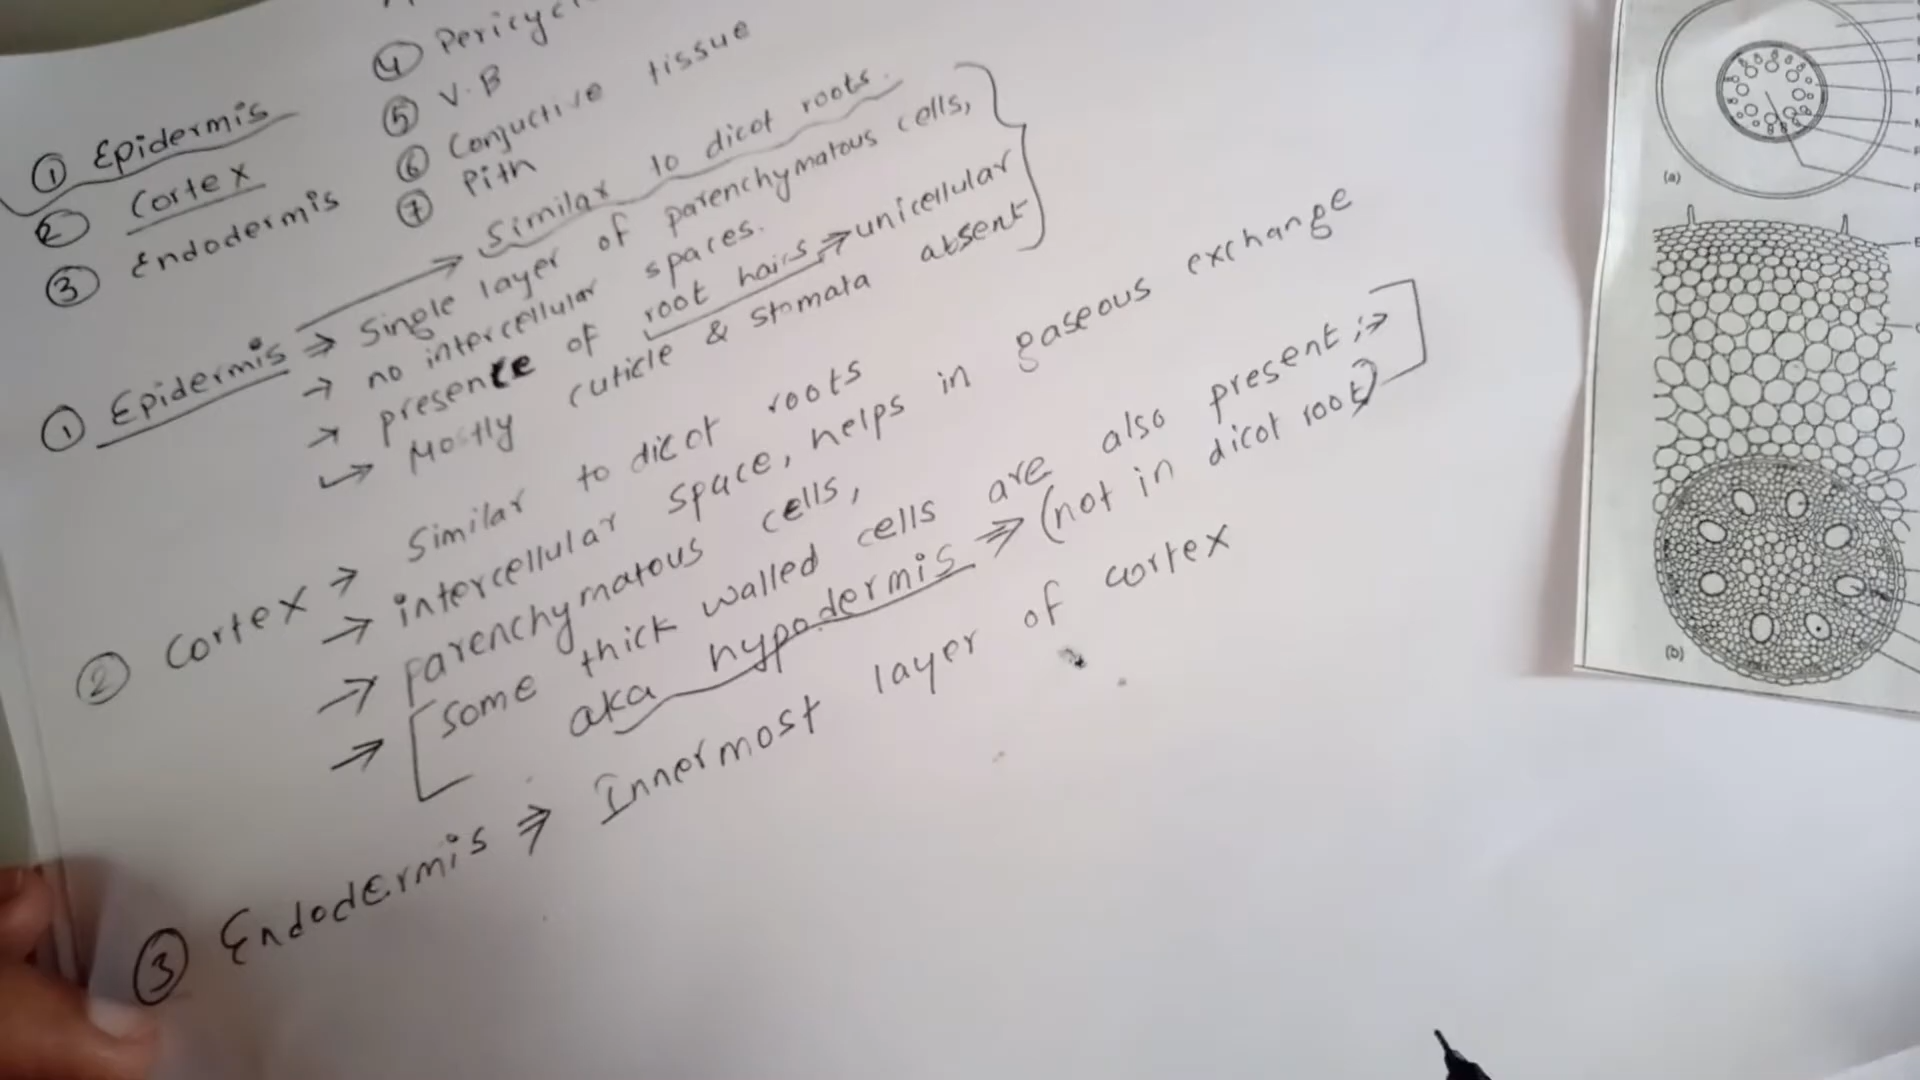 ① Epidermis
② Cortex
③ Endodermis
④ Pericycl
⑤ V.B
⑥ Conjuctive tissue
⑦ Pith
① Epidermis ⇒ Similar to dicot roots.
→ Single layer of parenchymatous cells,
→ no intercellular spaces.
→ presence of root hairs ⇒ unicellular
↳ Mostly cuticle & stomata absent
② Cortex → Similar to dicot roots
→ intercellular space, helps in gaseous exchange
→ parenchymatous cells,
→ [Some thick walled cells are also present ;→
aka hypodermis ⇒ (not in dicot root)]
③ Endodermis ⇒ Innermost layer of cortex
(a)
(b)